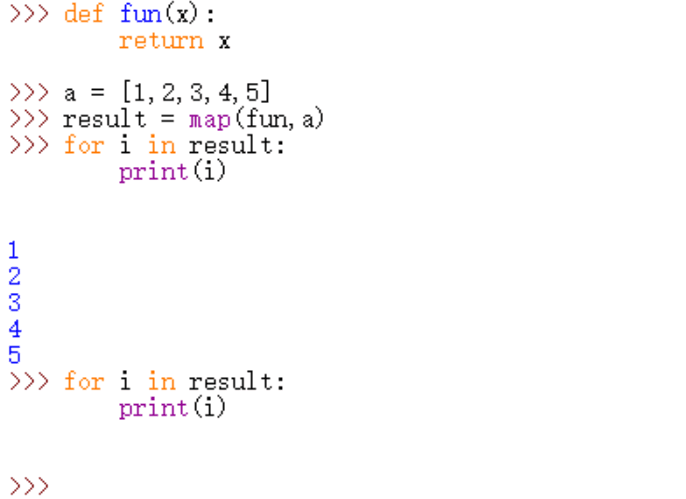 >>> def fun(x):
        return x
>>> a = [1,2,3,4,5]
>>> result = map(fun,a)
>>> for i in result:
        print(i)
1
2
3
4
5
>>> for i in result:
        print(i)
>>>